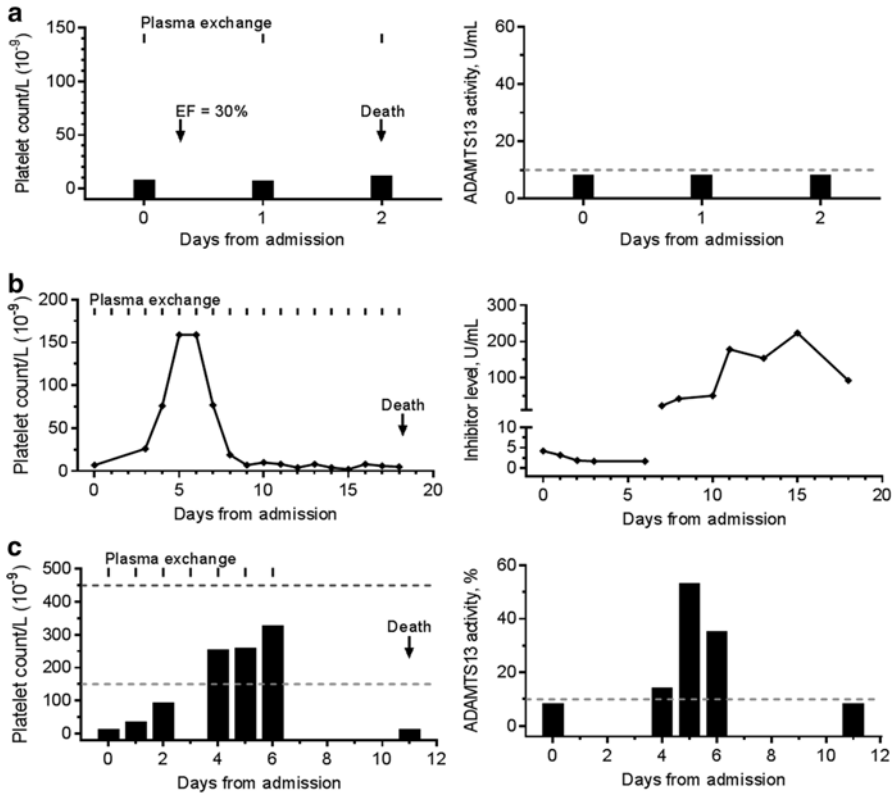 a
Plasma exchange
Platelet count/L (10⁻⁹)
150
100
50
0
EF = 30%
Death
0 1 2
Days from admission
ADAMTS13 activity, U/mL
60
40
20
0
0 1 2
Days from admission
b
Plasma exchange
Platelet count/L (10⁻⁹)
200
150
100
50
0
Death
0 5 10 15 20
Days from admission
Inhibitor level, U/mL
300
200
100
5
0
0 5 10 15 20
Days from admission
c
Plasma exchange
Platelet count/L (10⁻⁹)
500
400
300
200
100
0
Death
0 2 4 6 8 10 12
Days from admission
ADAMTS13 activity, %
60
40
20
0
0 2 4 6 8 10 12
Days from admission